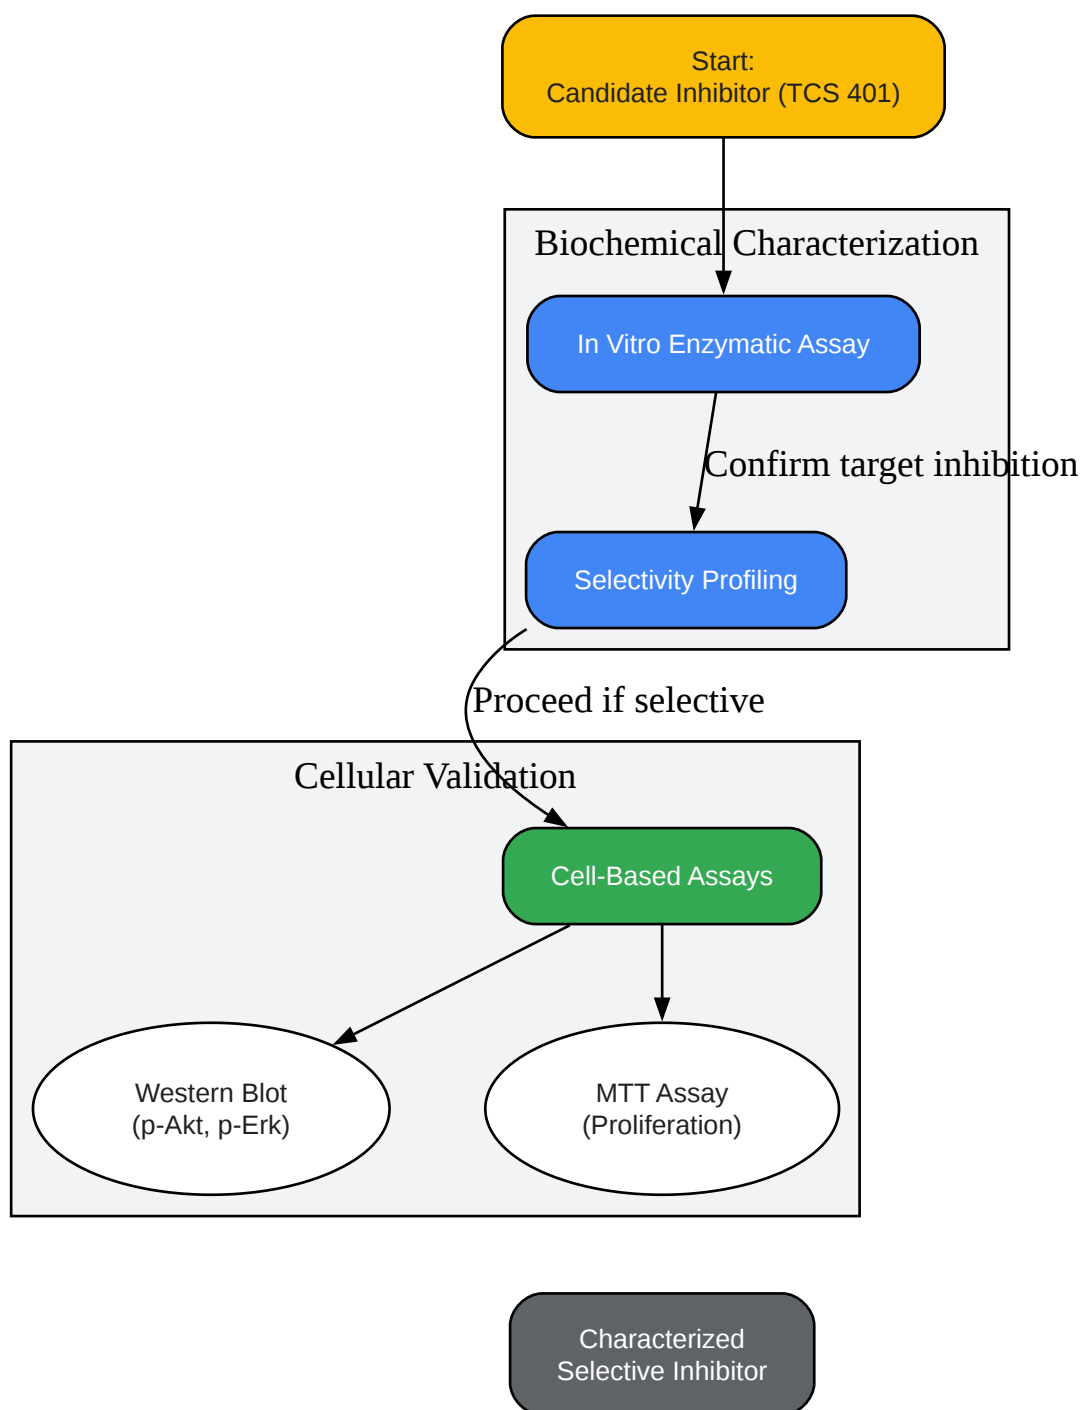 Start:
Candidate Inhibitor (TCS 401)
Biochemical Characterization
In Vitro Enzymatic Assay
Confirm target inhibition
Selectivity Profiling
Proceed if selective
Cellular Validation
Cell-Based Assays
Western Blot
(p-Akt, p-Erk)
MTT Assay
(Proliferation)
Characterized
Selective Inhibitor